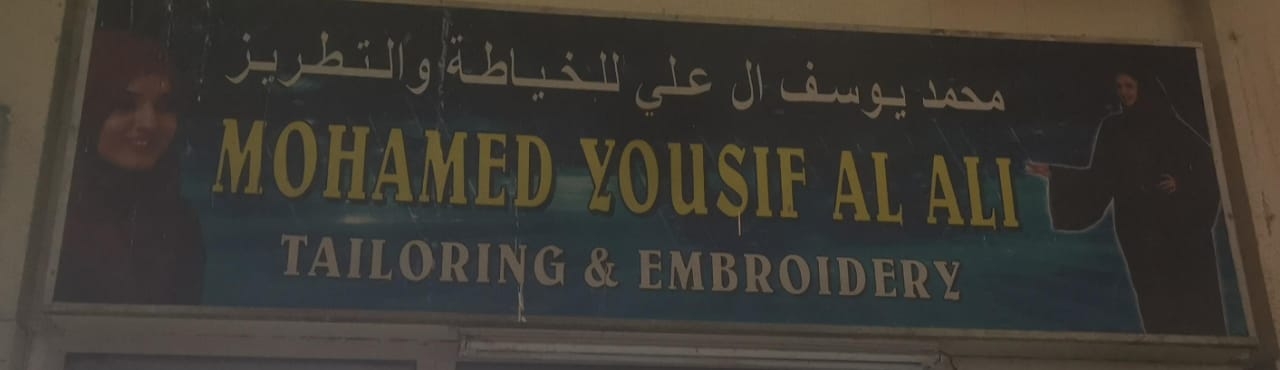 محمد يوسف ال علي للخياطة والتطريز
MOHAMED YOUSIF AL ALI
TAILORING & EMBROIDERY